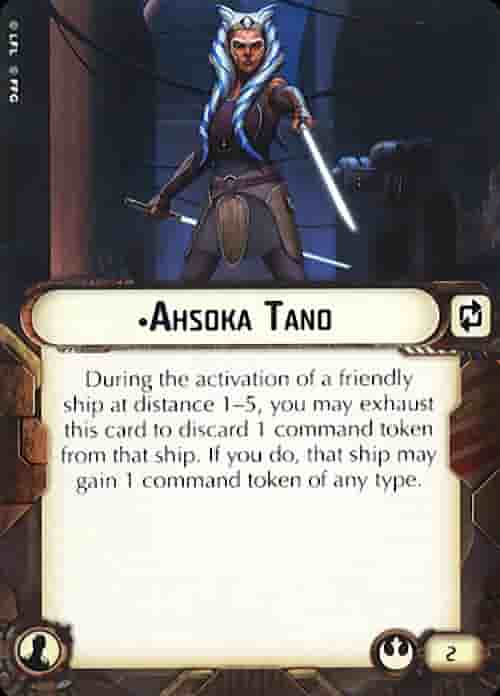 © LFL © FFG
•Ahsoka Tano
During the activation of a friendly
ship at distance 1–5, you may exhaust
this card to discard 1 command token
from that ship. If you do, that ship may
gain 1 command token of any type.
2